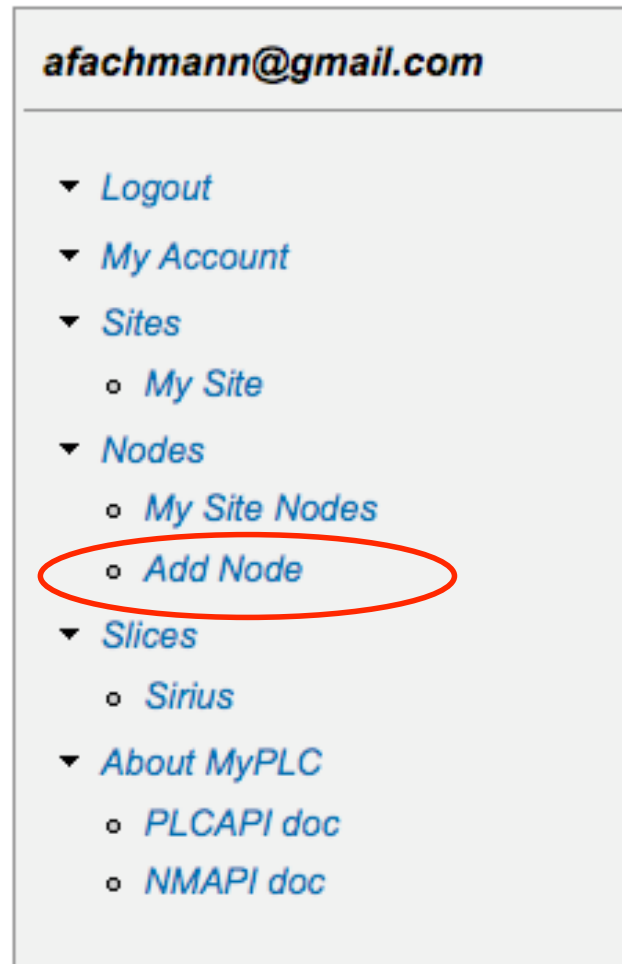 afachmann@gmail.com
Logout
My Account
Sites
My Site
Nodes
My Site Nodes
Add Node
Slices
Sirius
About MyPLC
PLCAPI doc
NMAPI doc